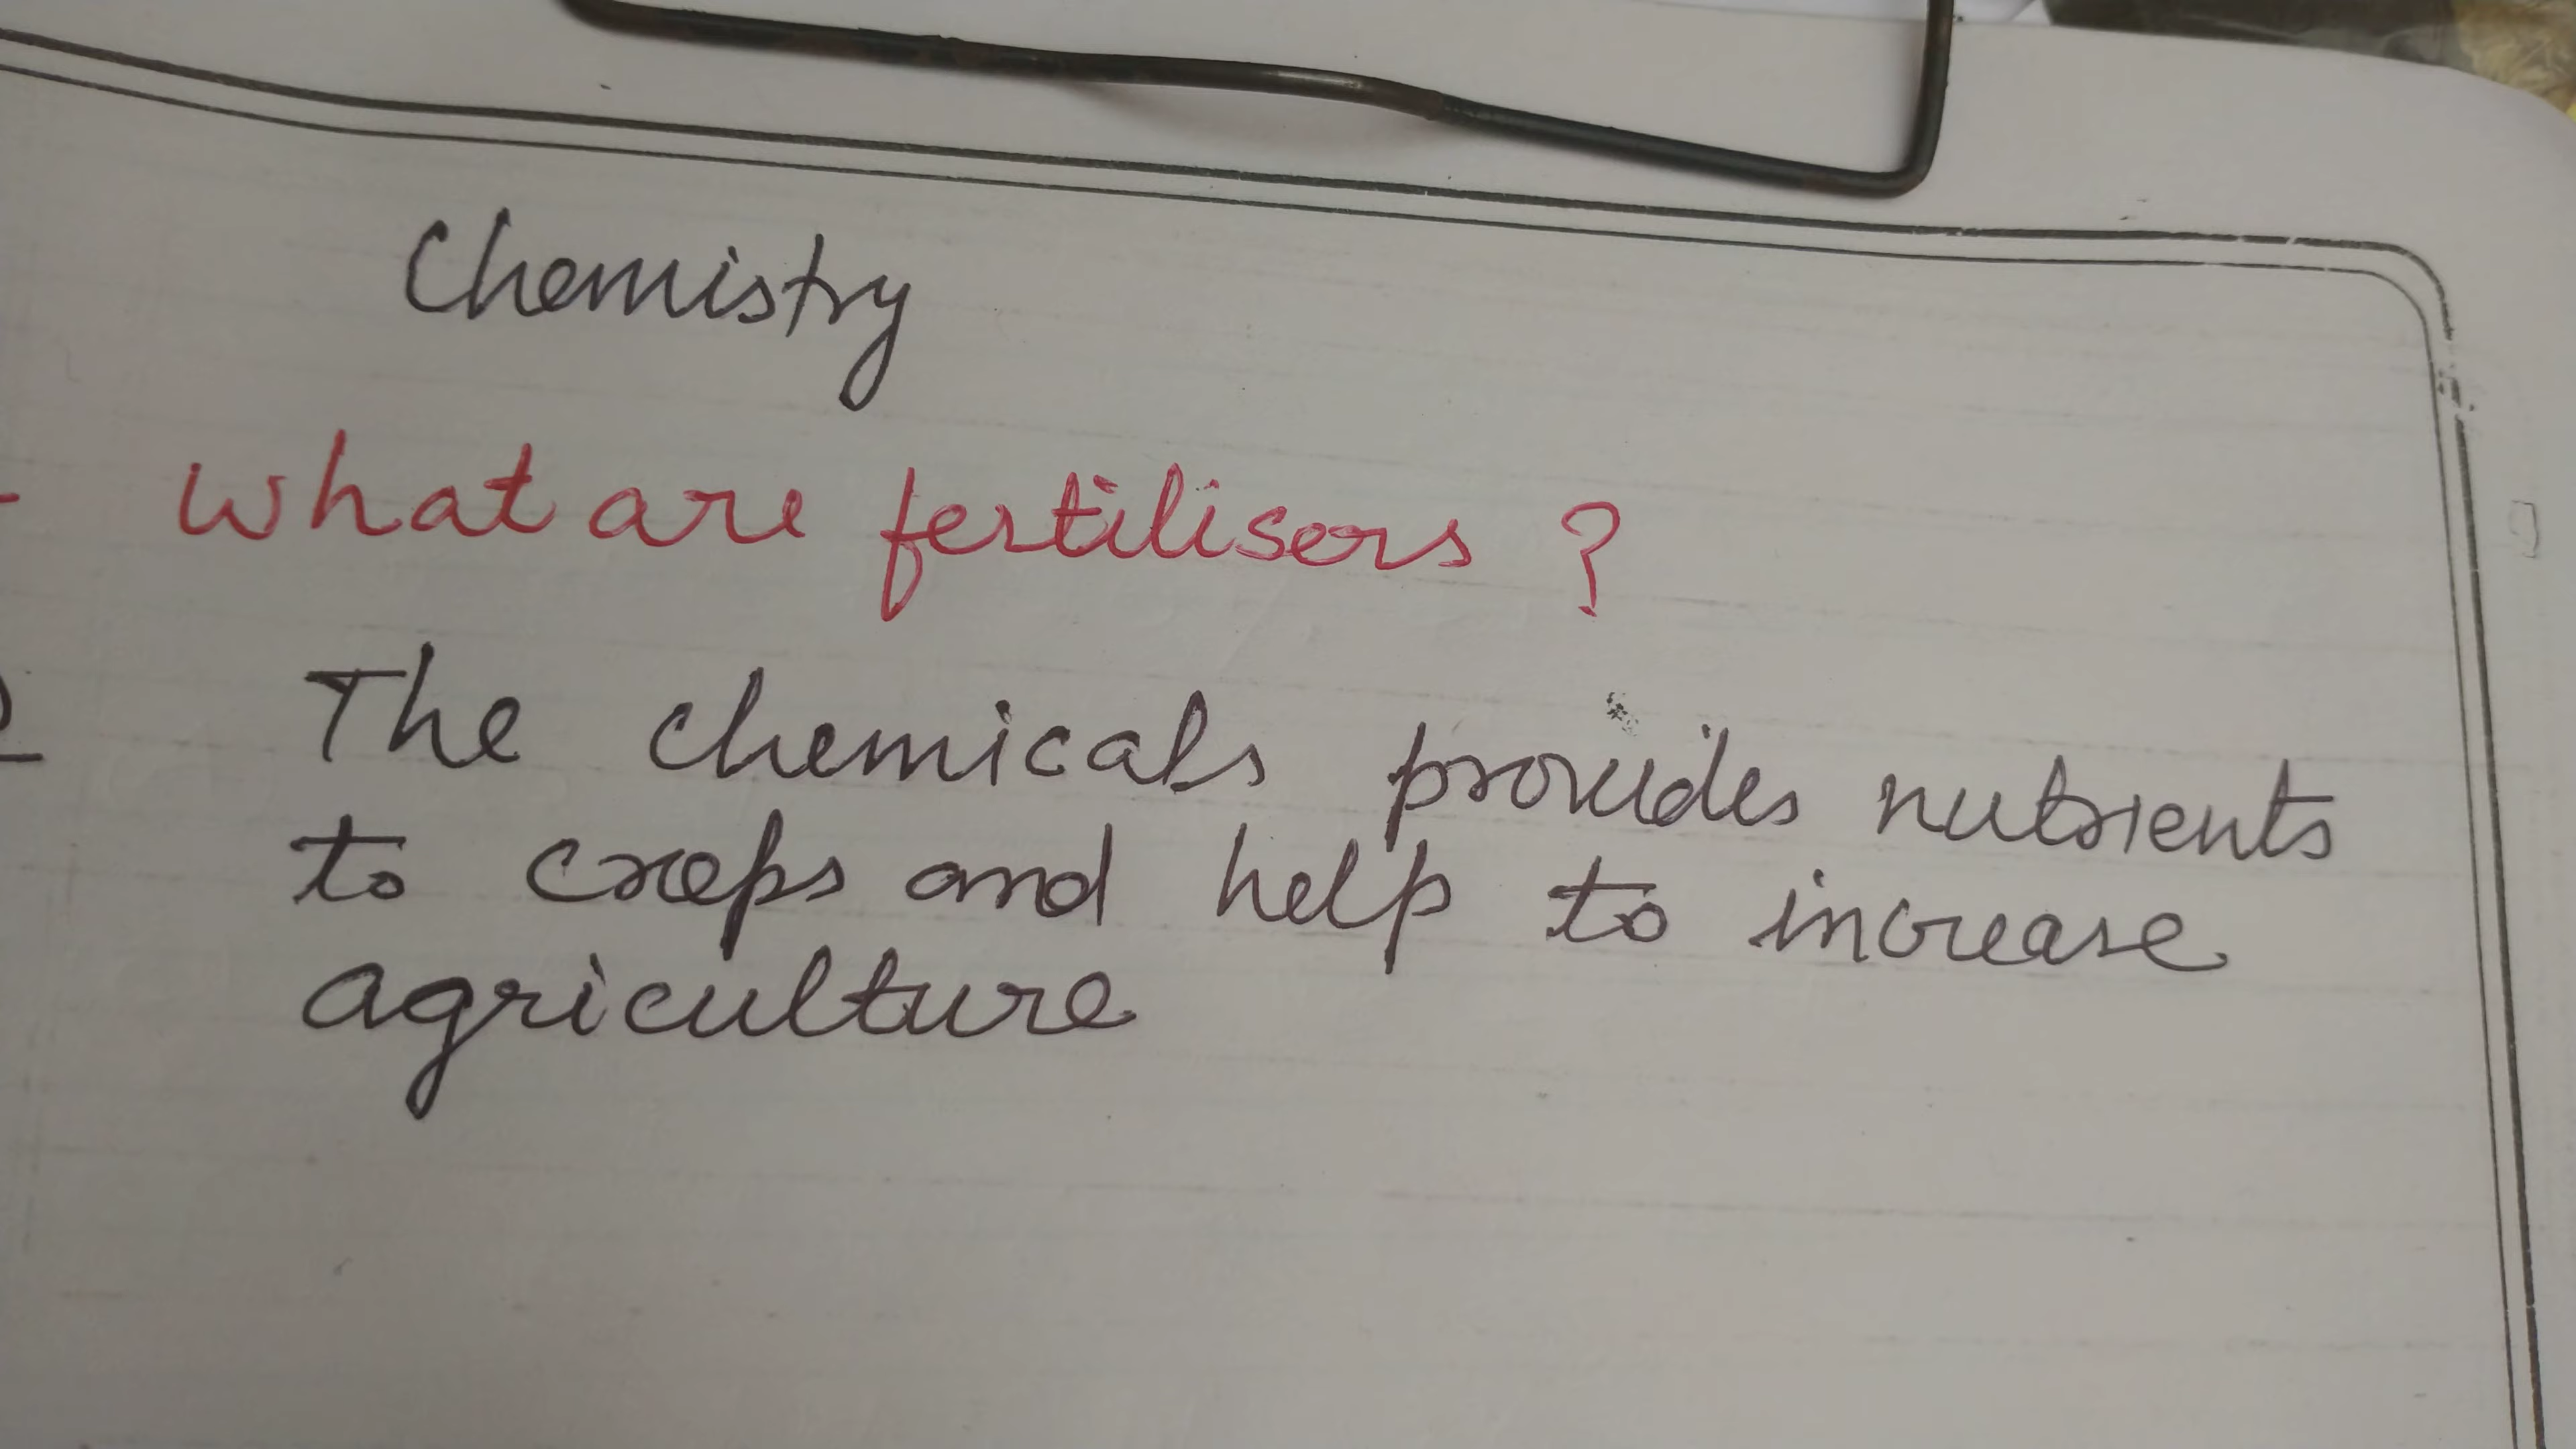 Chemistry
What are fertilisers ?
The chemicals provides nutrients
to crops and help to increase
agriculture